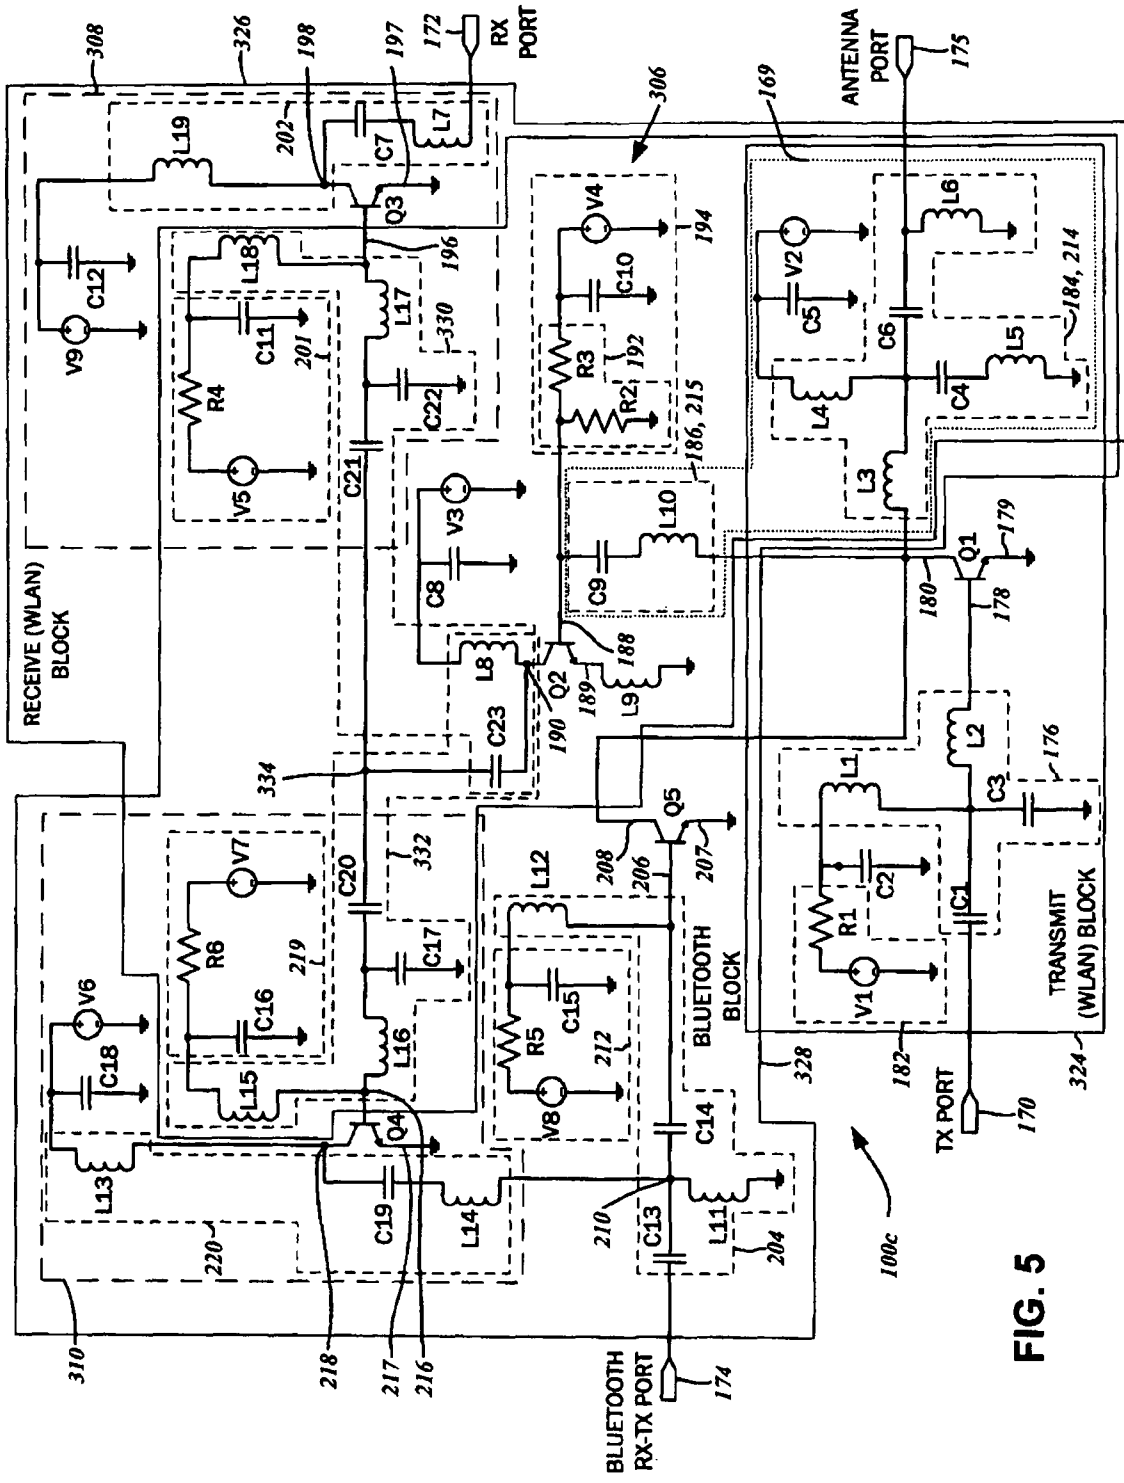 308
326
198
172
197
RX
PORT
202
L19
C7
L7
C12
V9
Q3
196
L18
R4
C11
201
V5
L17
330
C22
C21
RECEIVE (WLAN)
BLOCK
306
V4
194
C10
R3
192
R2
186, 215
V3
C8
L10
C9
188
L8
Q2
189
L9
190
C23
334
ANTENNA
PORT
175
169
V2
C5
L6
C6
184, 214
L4
L5
C4
L3
Q1
179
180
178
L2
L1
C3
176
C2
C1
R1
V1
TRANSMIT
(WLAN) BLOCK
182
324
328
TX PORT
170
V7
R6
219
C16
C20
332
C17
L16
V6
C18
L15
L13
Q4
C19
L14
220
310
218
217
216
Q5
208
206
207
L12
C15
R5
212
V8
BLUETOOTH
BLOCK
C14
210
C13
L11
204
BLUETOOTH
RX-TX PORT
174
100c
FIG. 5